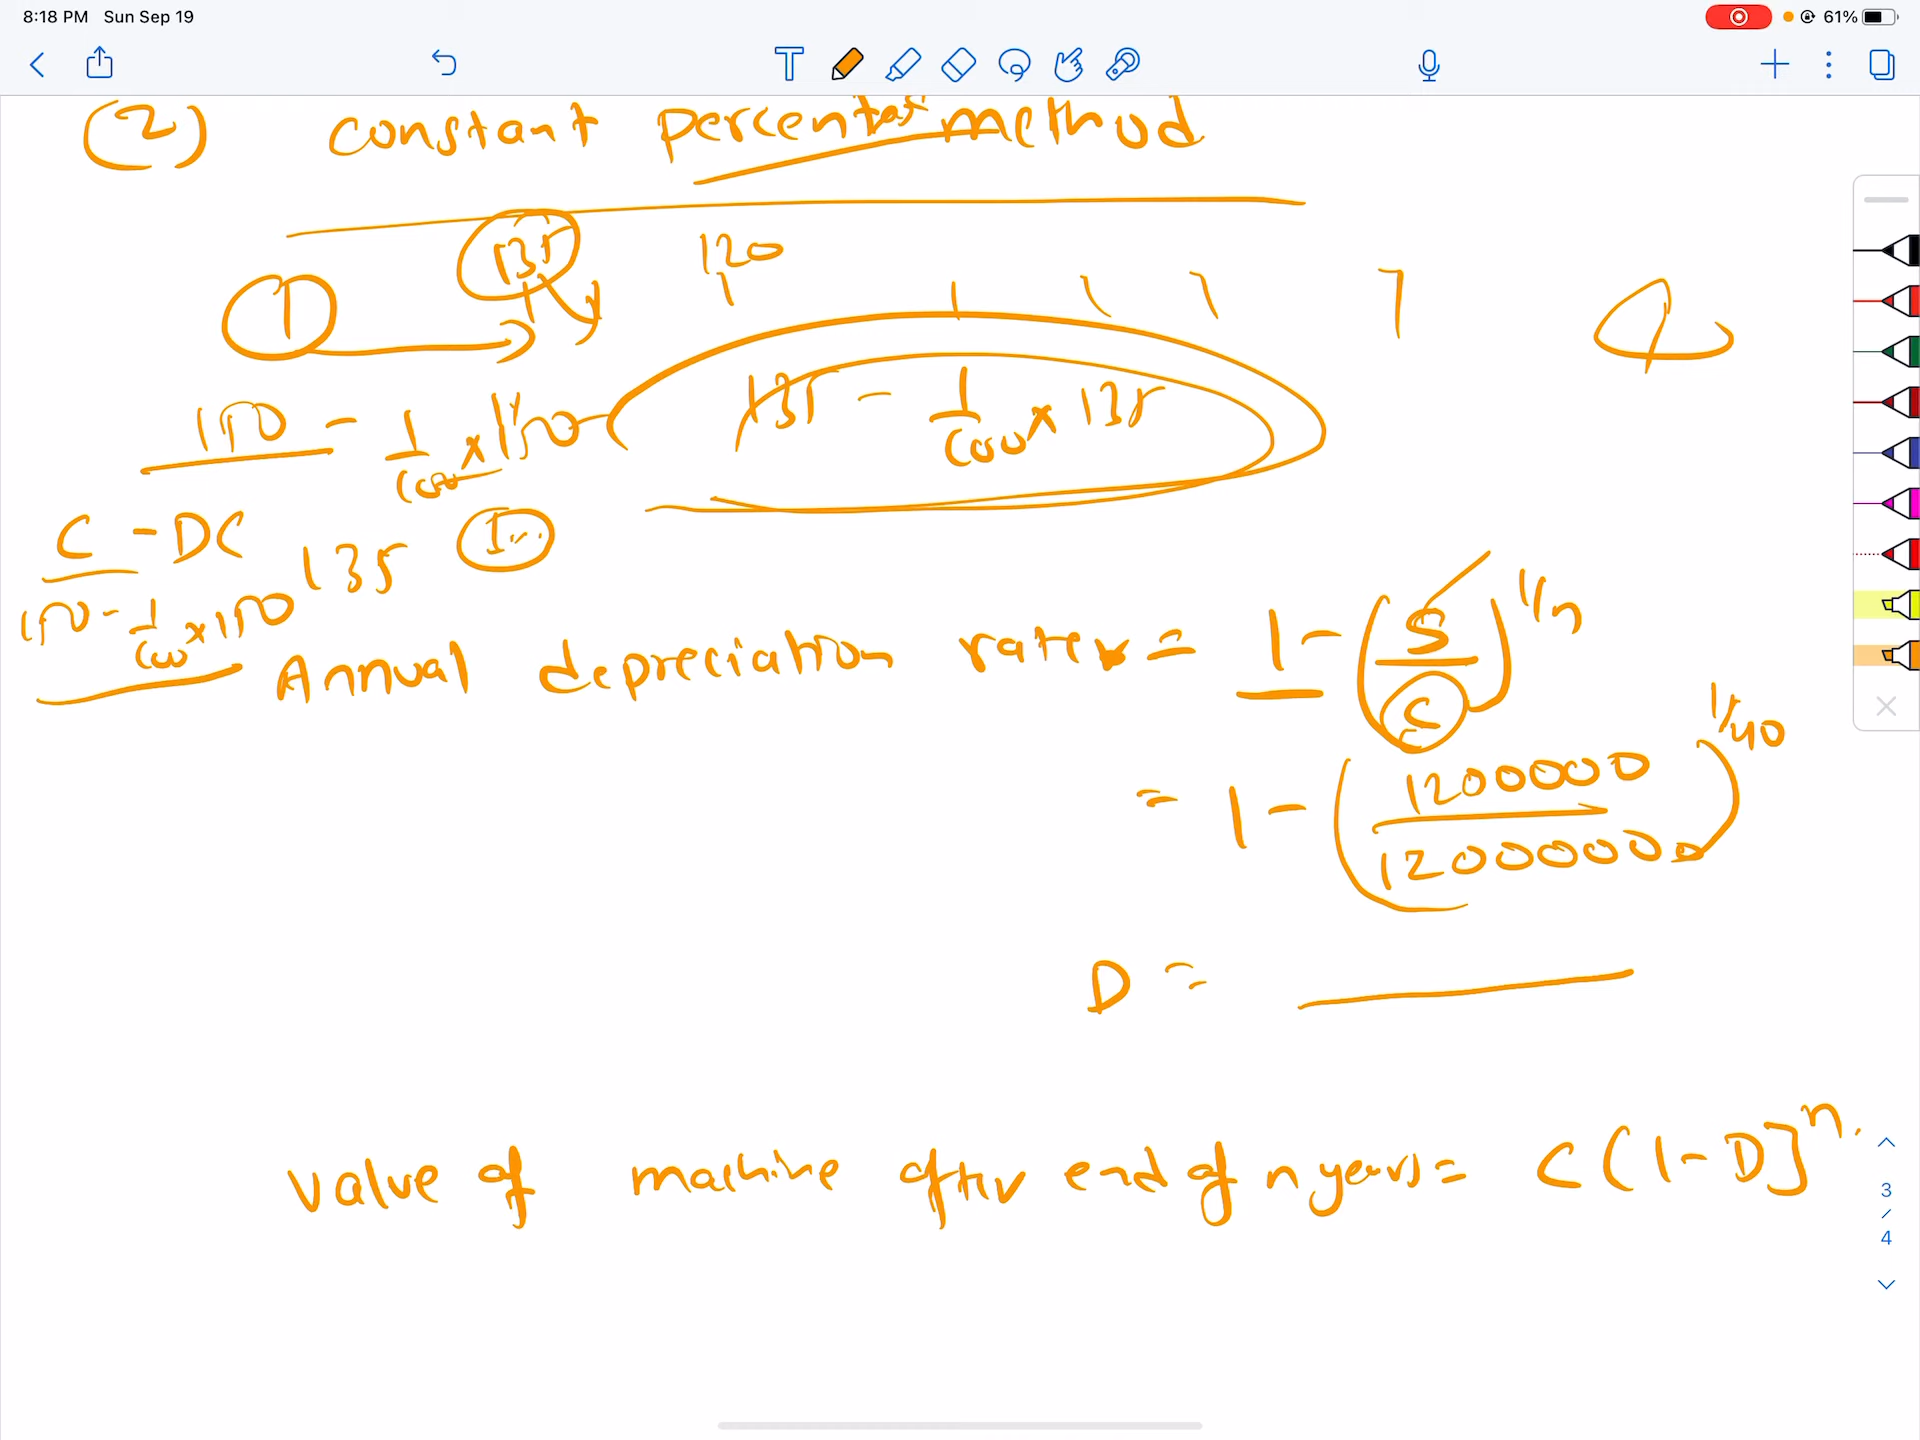 8:18 PM Sun Sep 19
61%
(2) Constant Percentage method
135 120
1
150 - 1/100 × 150
135 - 1/100 × 135
C - DC
135
150 - 1/100 × 150
Annual depreciation rate = 1 - (S/C)^1/n
= 1 - (1200000/12000000)^1/40
D =
Value of machine after end of n years = C(1-D]^n.
3
/
4